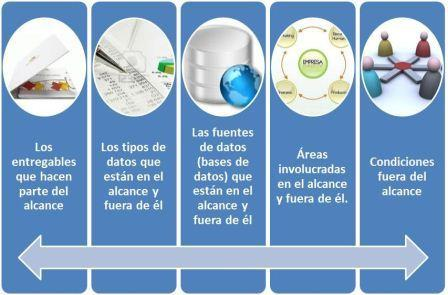 Los
entregables
que hacen
parte del
alcance
Los tipos de
datos que
están en el
alcance y
fuera de él
Las fuentes
de datos
(bases de
datos) que
están en el
alcance y
fuera de él
EMPRESA
Áreas
involucradas
en el alcance
y fuera de él.
Condiciones
fuera del
alcance